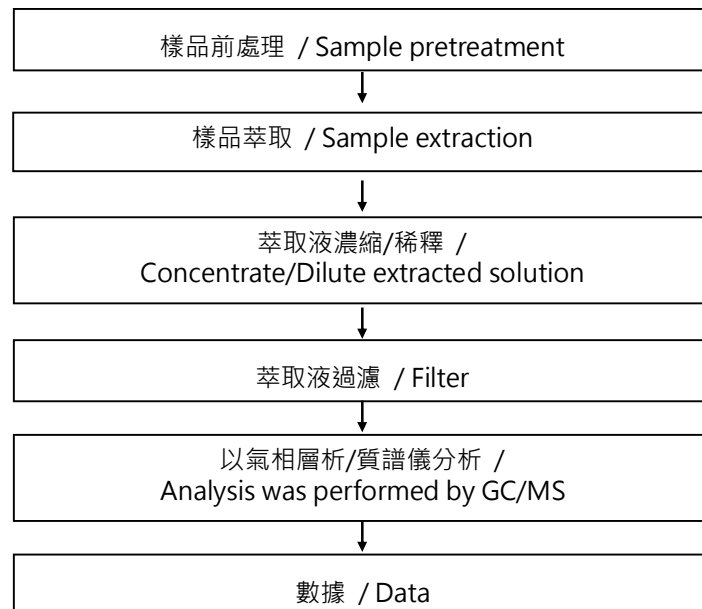 樣品前處理 / Sample pretreatment
樣品萃取 / Sample extraction
萃取液濃縮/稀釋 /
Concentrate/Dilute extracted solution
萃取液過濾 / Filter
以氣相層析/質譜儀分析 /
Analysis was performed by GC/MS
數據 / Data